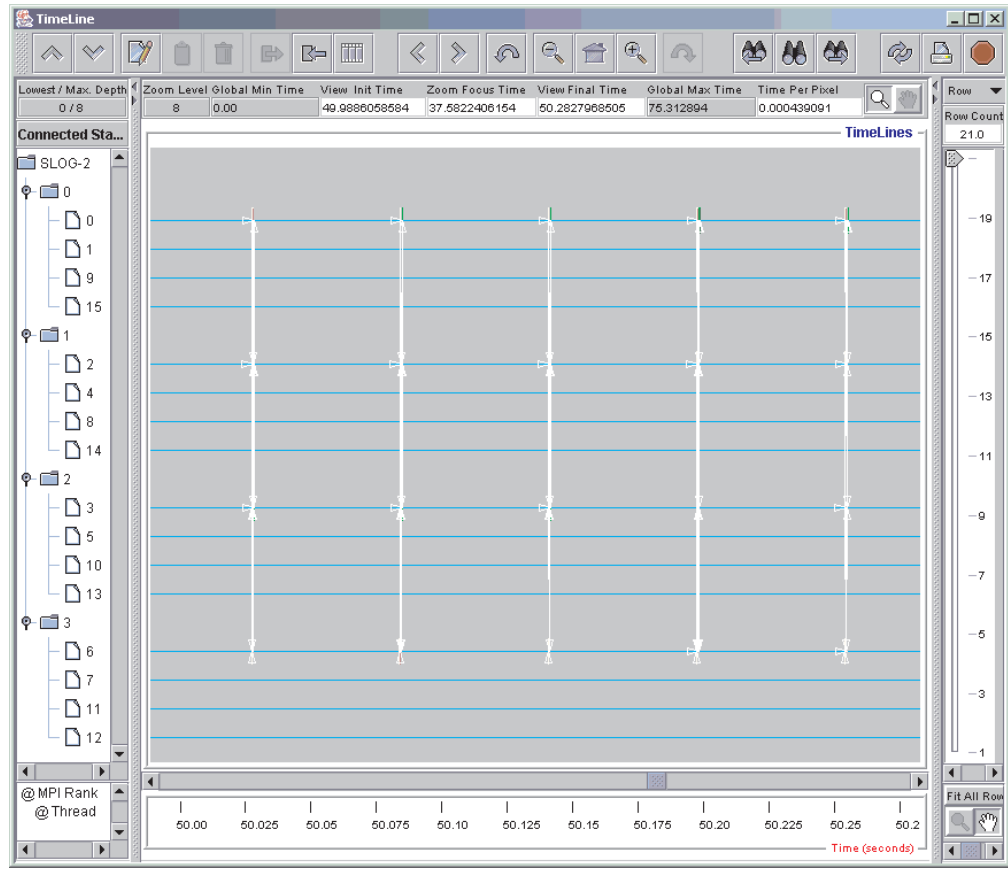 TimeLine
Lowest / Max. Depth
0 / 8
Zoom Level Global Min Time View Init Time Zoom Focus Time View Final Time Global Max Time Time Per Pixel
8 0.00 49.9886058584 37.5822406154 50.2827968505 75.312894 0.000439091
Row
Row Count
21.0
Connected Sta...
TimeLines
SLOG-2
0
0
1
9
15
1
2
4
8
14
2
3
5
10
13
3
6
7
11
12
19
17
15
13
11
9
7
5
3
1
@ MPI Rank
@ Thread
50.00 50.025 50.05 50.075 50.10 50.125 50.15 50.175 50.20 50.225 50.25 50.2
Time (seconds)
Fit All Row